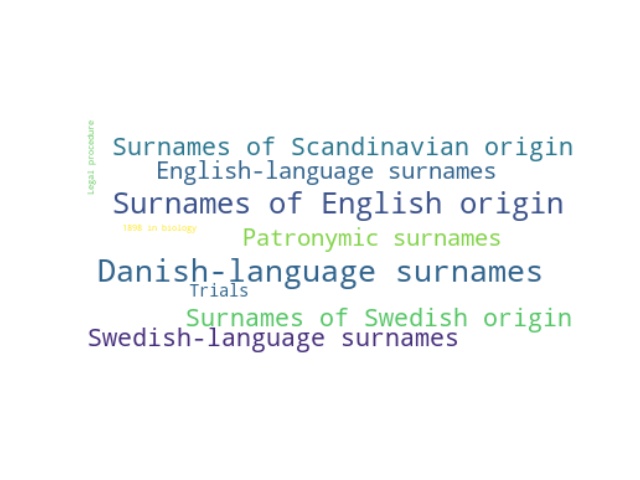 Legal procedure
Surnames of Scandinavian origin
English-language surnames
Surnames of English origin
1898 in biology
Patronymic surnames
Danish-language surnames
Trials
Surnames of Swedish origin
Swedish-language surnames